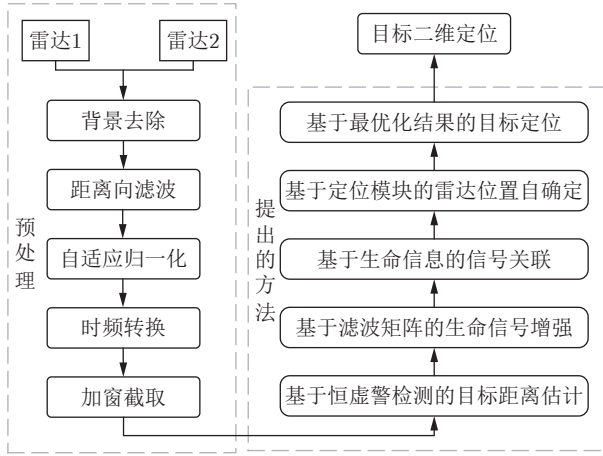 雷达1
雷达2
背景去除
距离向滤波
自适应归一化
时频转换
加窗截取
预处理
目标二维定位
基于最优化结果的目标定位
基于定位模块的雷达位置自确定
基于生命信息的信号关联
基于滤波矩阵的生命信号增强
基于恒虚警检测的目标距离估计
提出的方法